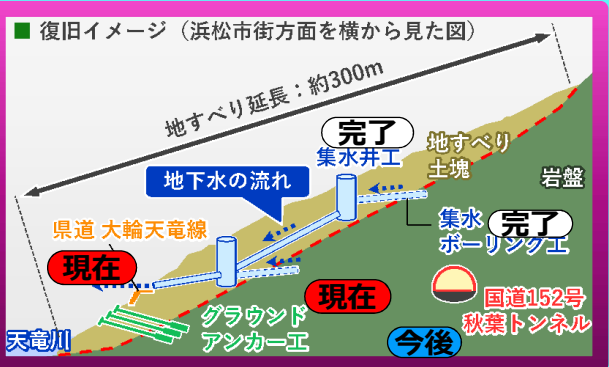 ■ 復旧イメージ（浜松市街方面を横から見た図）
地すべり延長：約300m
完了
集水井工
地すべり
土塊
岩盤
地下水の流れ
県道 大輪天竜線
集水
ボーリング工
完了
現在
現在
国道152号
秋葉トンネル
グラウンド
アンカー工
天竜川
今後